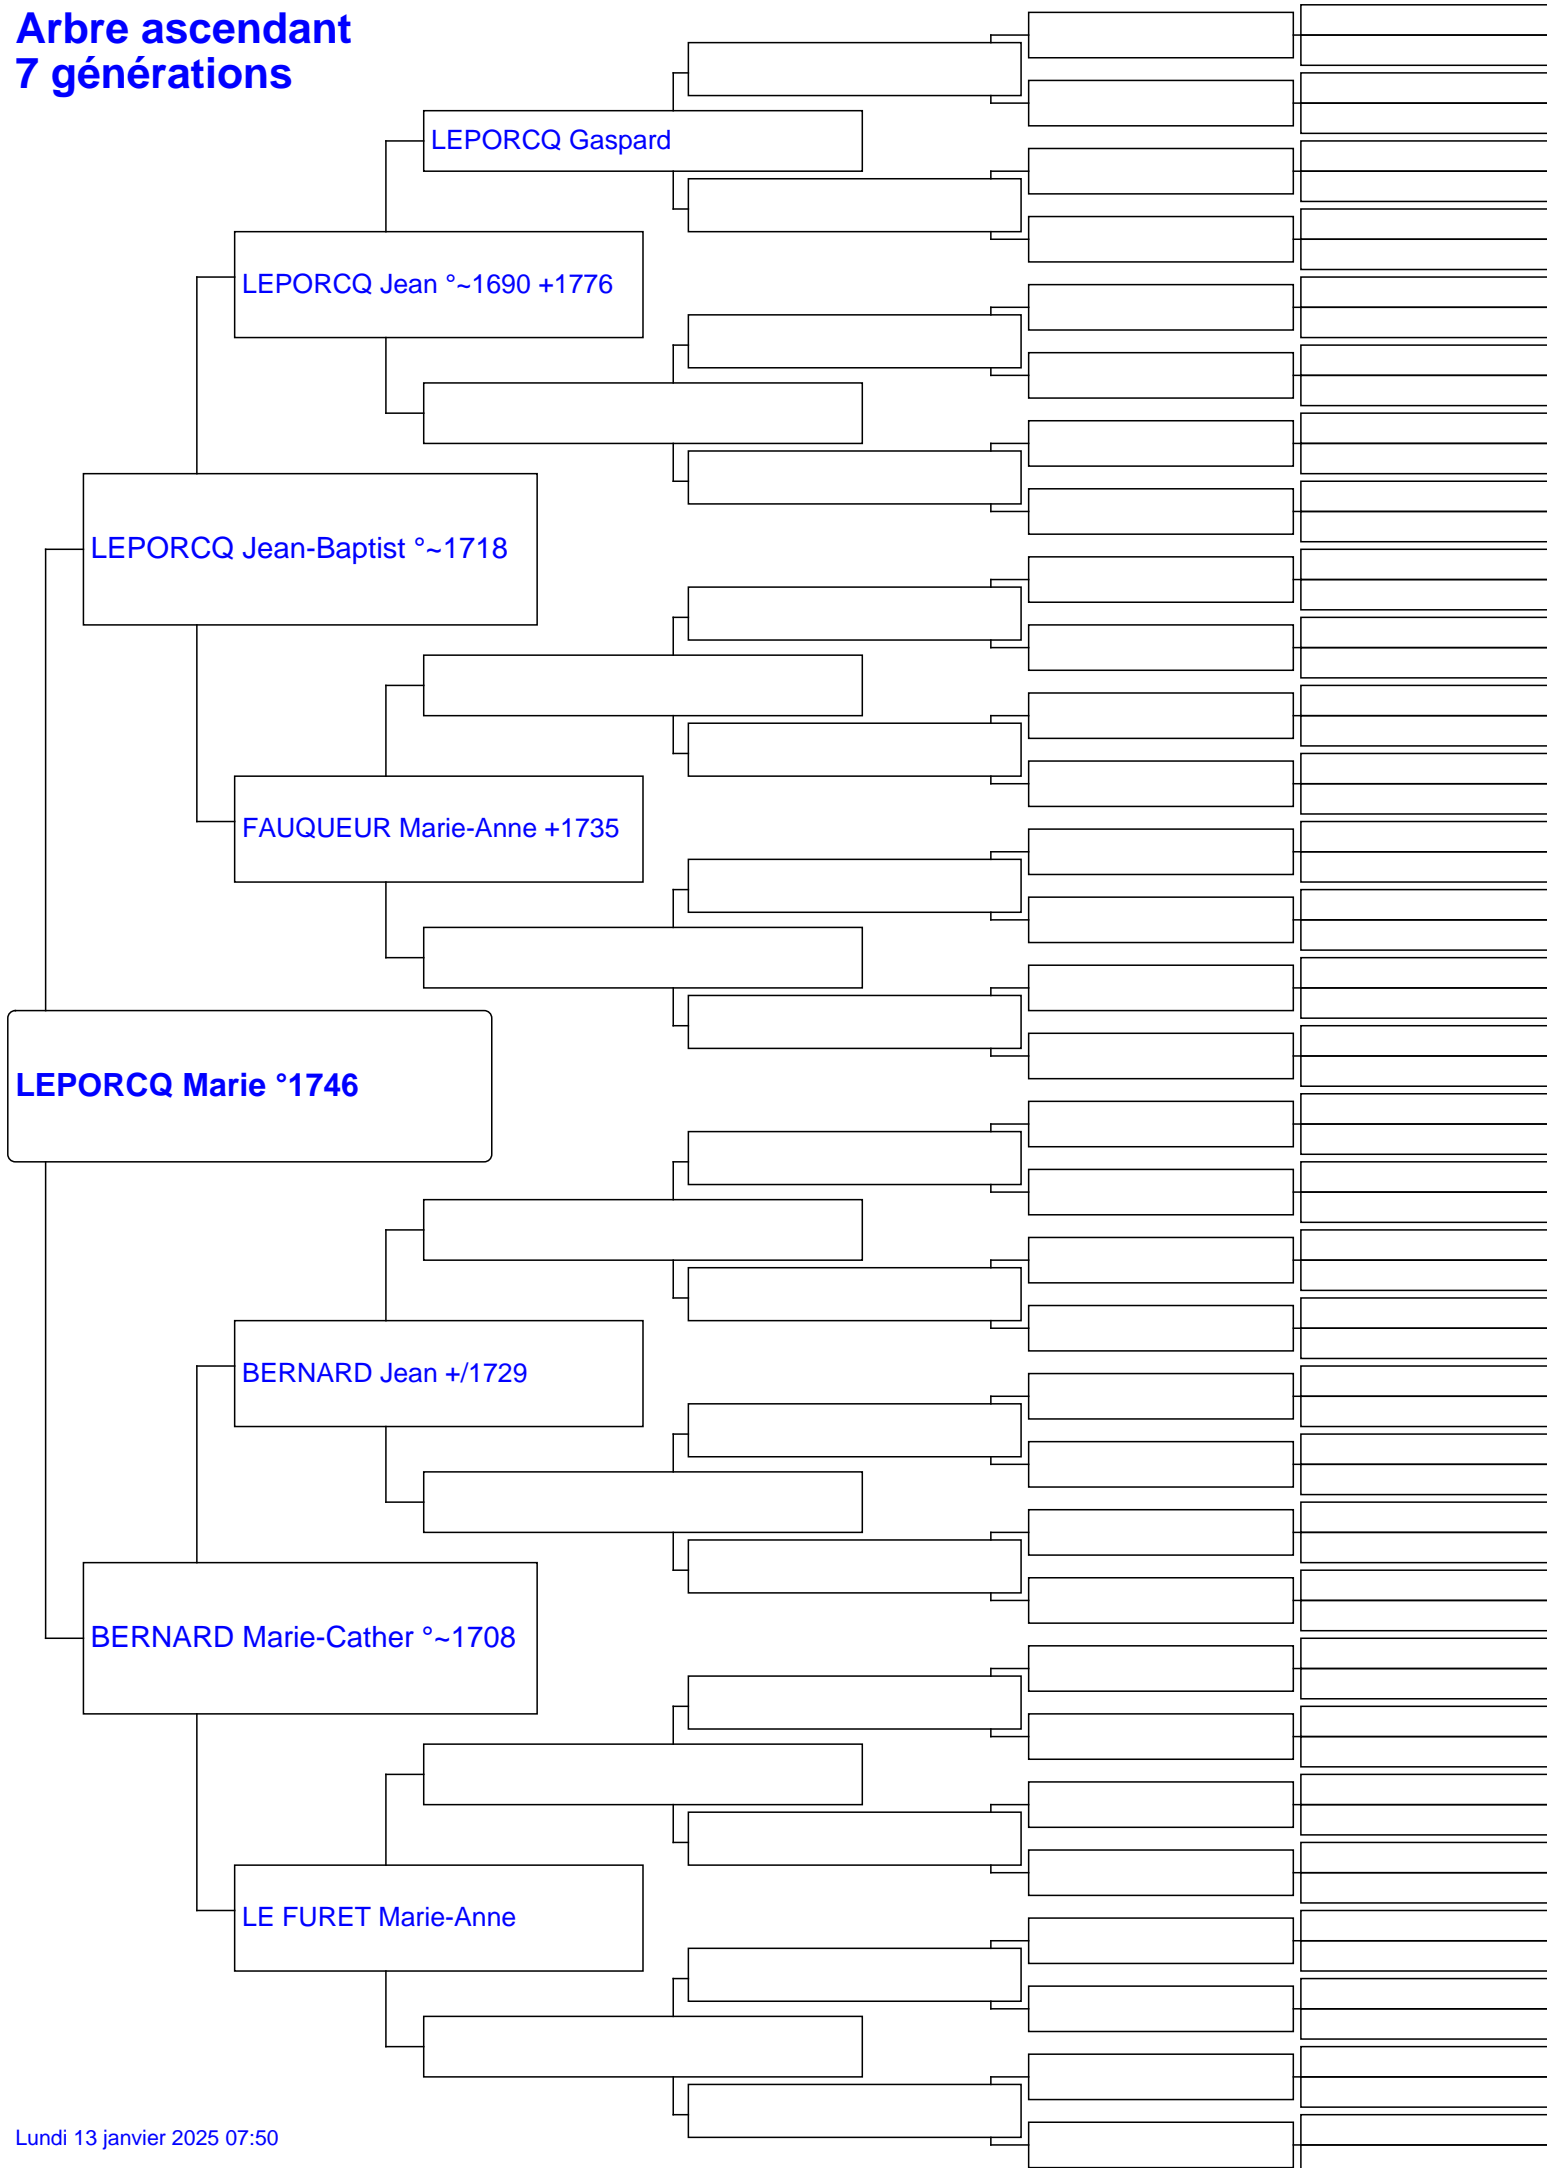 Arbre ascendant
7 générations
LEPORCQ Gaspard
LEPORCQ Jean °~1690 +1776
LEPORCQ Jean-Baptist °~1718
FAUQUEUR Marie-Anne +1735
LEPORCQ Marie °1746
BERNARD Jean +/1729
BERNARD Marie-Cather °~1708
LE FURET Marie-Anne
Lundi 13 janvier 2025 07:50